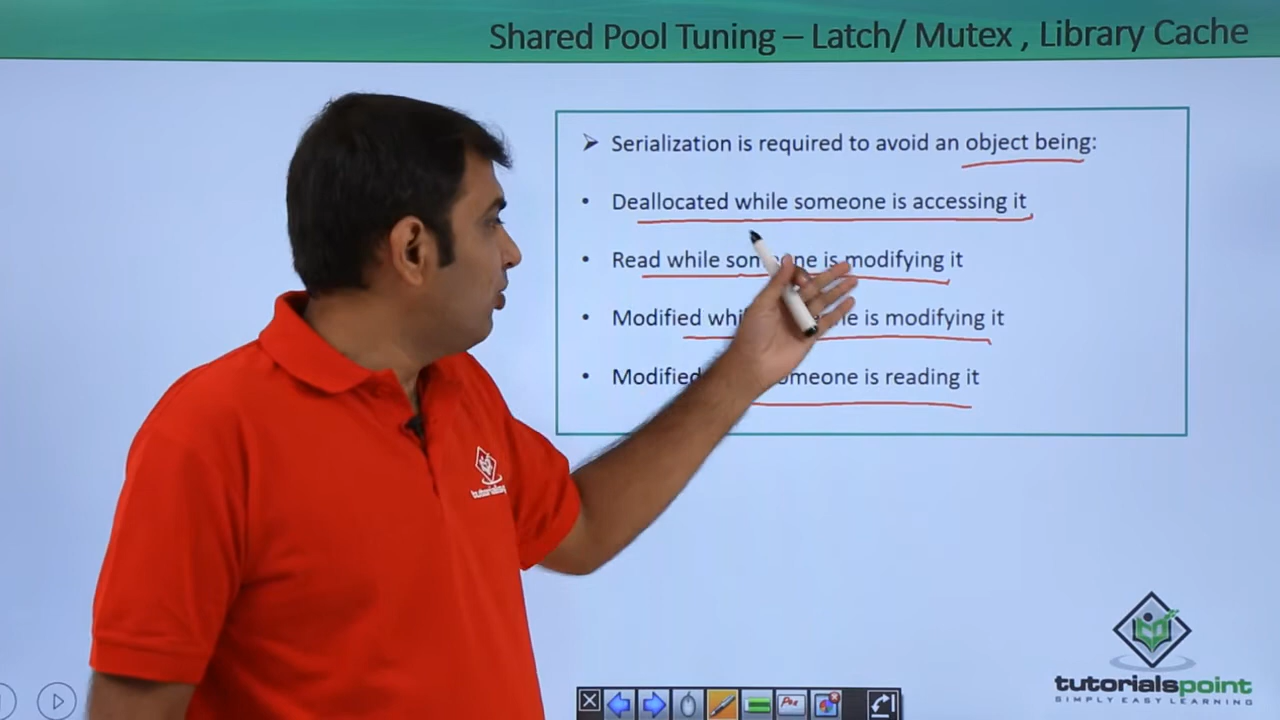 Shared Pool Tuning – Latch/ Mutex , Library Cache
➢ Serialization is required to avoid an object being:
• Deallocated while someone is accessing it
• Read while someone is modifying it
• Modified is modifying it
• Modified someone is reading it
tutorialspoint
tutorialspoint
SIMPLY EASY LEARNING